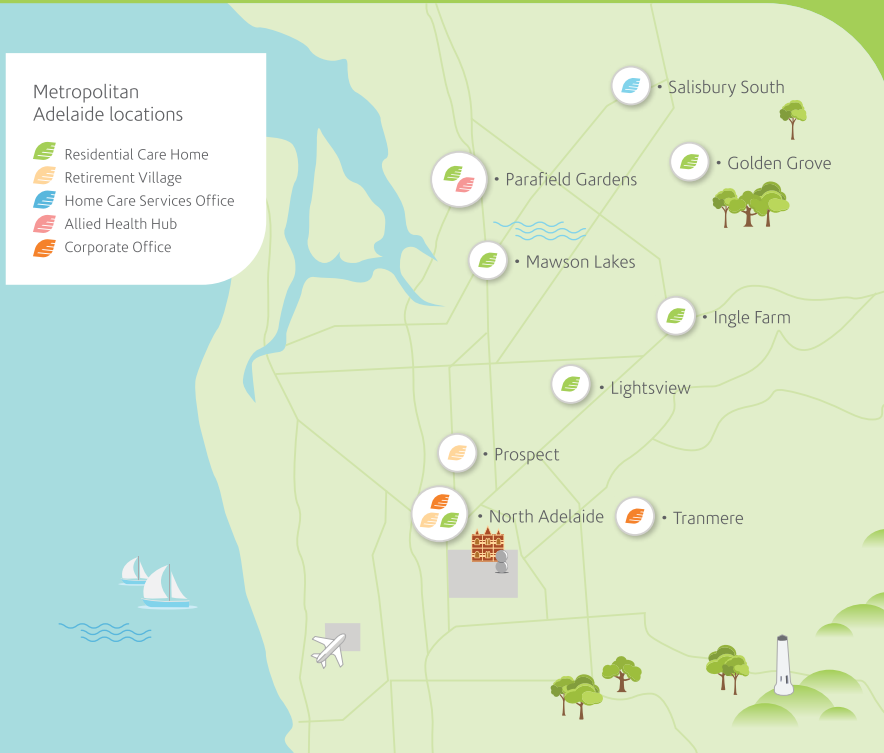 Metropolitan
Adelaide locations
Residential Care Home
Retirement Village
Home Care Services Office
Allied Health Hub
Corporate Office
• Salisbury South
• Golden Grove
• Parafield Gardens
• Mawson Lakes
• Ingle Farm
• Lightsview
• Prospect
• North Adelaide
• Tranmere